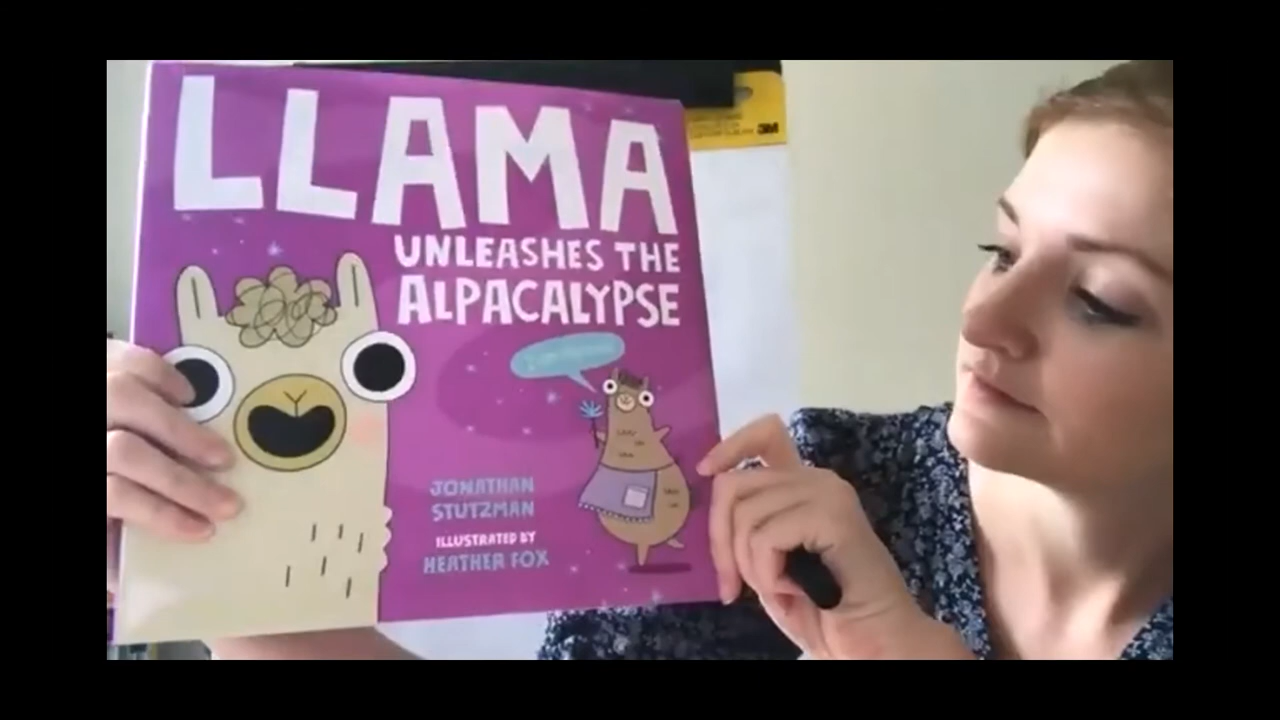 LLAMA
UNLEASHES THE
ALPACALYPSE
JONATHAN
STUTZMAN
ILLUSTRATED BY
HEATHER FOX
3M